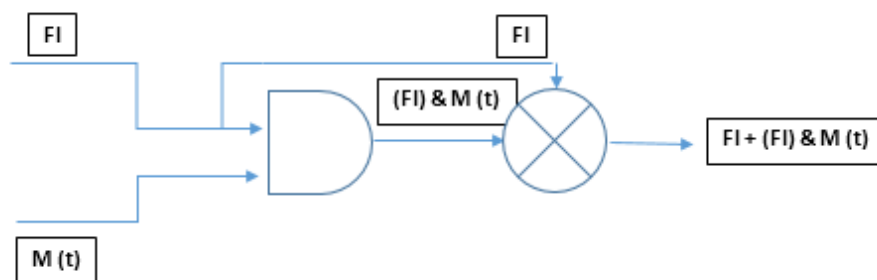 FI
FI
(FI) & M (t)
FI + (FI) & M (t)
M (t)